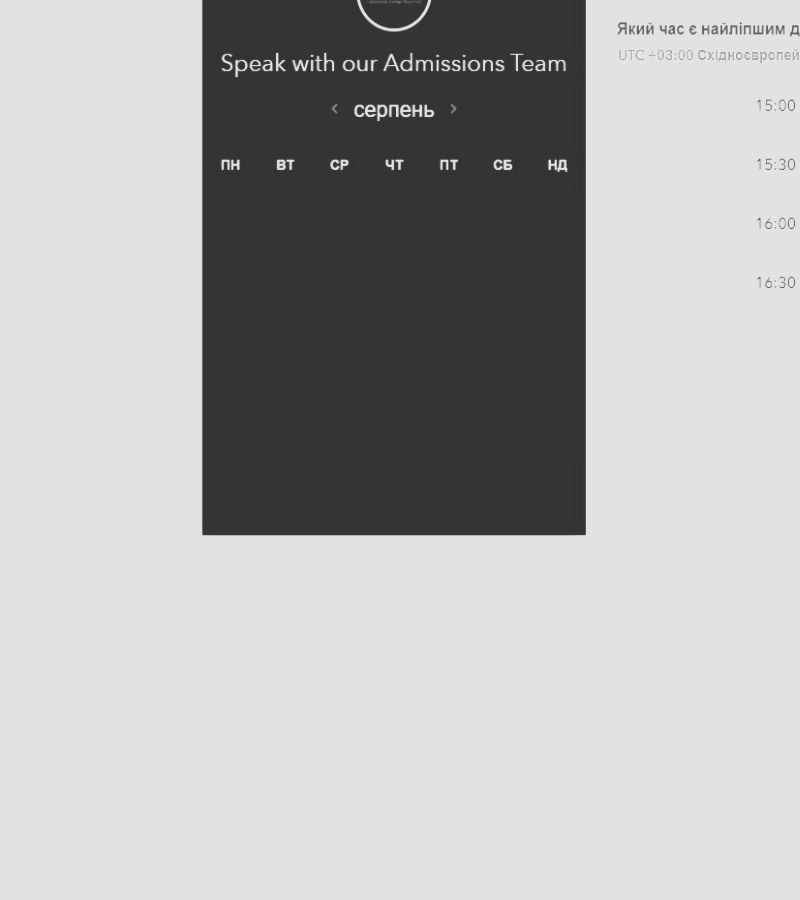 Speak with our Admissions Team
серпень
ПН ВТ СР ЧТ ПТ СБ НД
Який час є найліпшим д
UTC +03:00 Східноєвропей
15:00
15:30
16:00
16:30